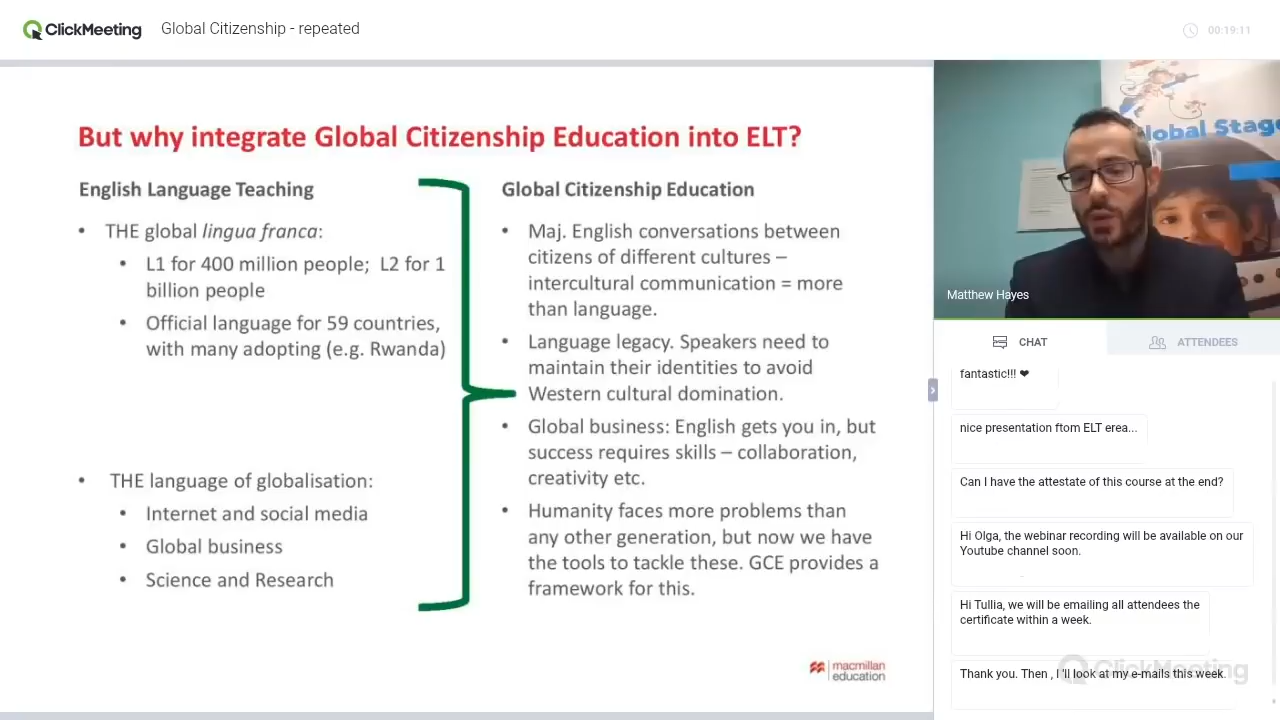 ClickMeeting
Global Citizenship - repeated
00:19:11
But why integrate Global Citizenship Education into ELT?
English Language Teaching
• THE global lingua franca:
• L1 for 400 million people; L2 for 1
billion people
• Official language for 59 countries,
with many adopting (e.g. Rwanda)
• THE language of globalisation:
• Internet and social media
• Global business
• Science and Research
Global Citizenship Education
• Maj. English conversations between
citizens of different cultures –
intercultural communication = more
than language.
• Language legacy. Speakers need to
maintain their identities to avoid
Western cultural domination.
• Global business: English gets you in, but
success requires skills – collaboration,
creativity etc.
• Humanity faces more problems than
any other generation, but now we have
the tools to tackle these. GCE provides a
framework for this.
macmillan
education
lobal Stag
Matthew Hayes
CHAT
ATTENDEES
fantastic!!! ❤
nice presentation ftom ELT erea...
Can I have the attestate of this course at the end?
Hi Olga, the webinar recording will be available on our
Youtube channel soon.
Hi Tullia, we will be emailing all attendees the
certificate within a week.
Thank you. Then , I 'll look at my e-mails this week.
ClickMeeting